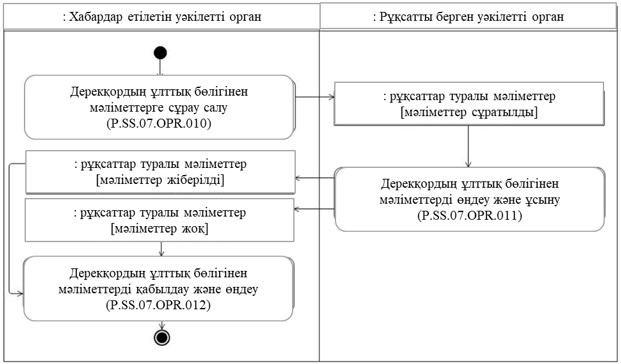 : Хабардар етілетін уәкілетті орган
: Рұқсатты берген уәкілетті орган
Дерекқордың ұлттық бөлігінен
мәліметтерге сұрау салу
(P.SS.07.OPR.010)
: рұқсаттар туралы мәліметтер
[мәліметтер сұратылды]
: рұқсаттар туралы мәліметтер
[мәліметтер жіберілді]
Дерекқордың ұлттық бөлігінен
мәліметтерді өңдеу және ұсыну
(P.SS.07.OPR.011)
: рұқсаттар туралы мәліметтер
[мәліметтер жоқ]
Дерекқордың ұлттық бөлігінен
мәліметтерді қабылдау және өңдеу
(P.SS.07.OPR.012)